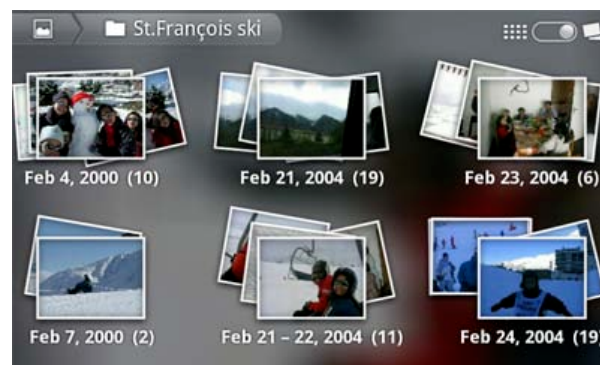 St.François ski
Feb 4, 2000 (10)
Feb 21, 2004 (19)
Feb 23, 2004 (6)
Feb 7, 2000 (2)
Feb 21 – 22, 2004 (11)
Feb 24, 2004 (19)